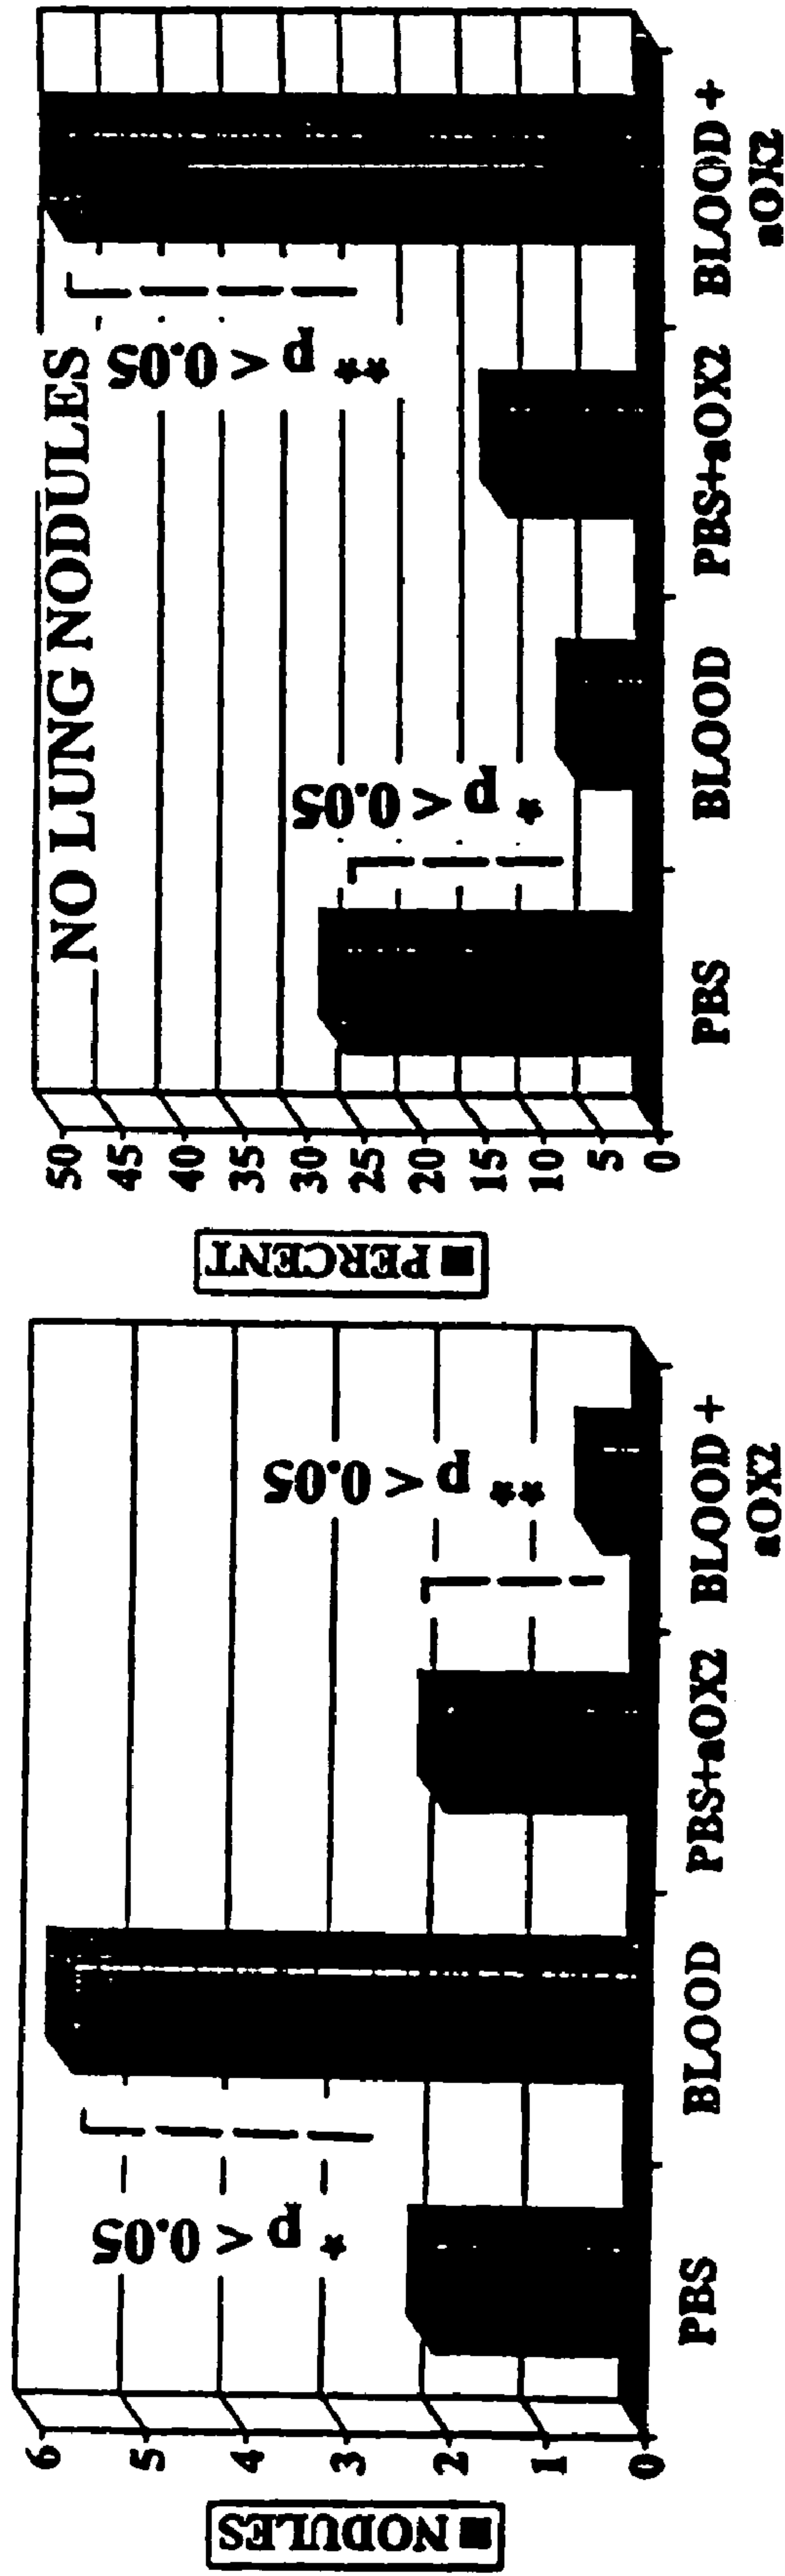 NODULES
6
5
4
3
2
1
0
* p < 0.05
** p < 0.05
PBS
BLOOD
PBS+aOX2
BLOOD +
aOX2
PERCENT
50
45
40
35
30
25
20
15
10
5
0
NO LUNG NODULES
* p < 0.05
** p < 0.05
PBS
BLOOD
PBS+aOX2
BLOOD +
aOX2